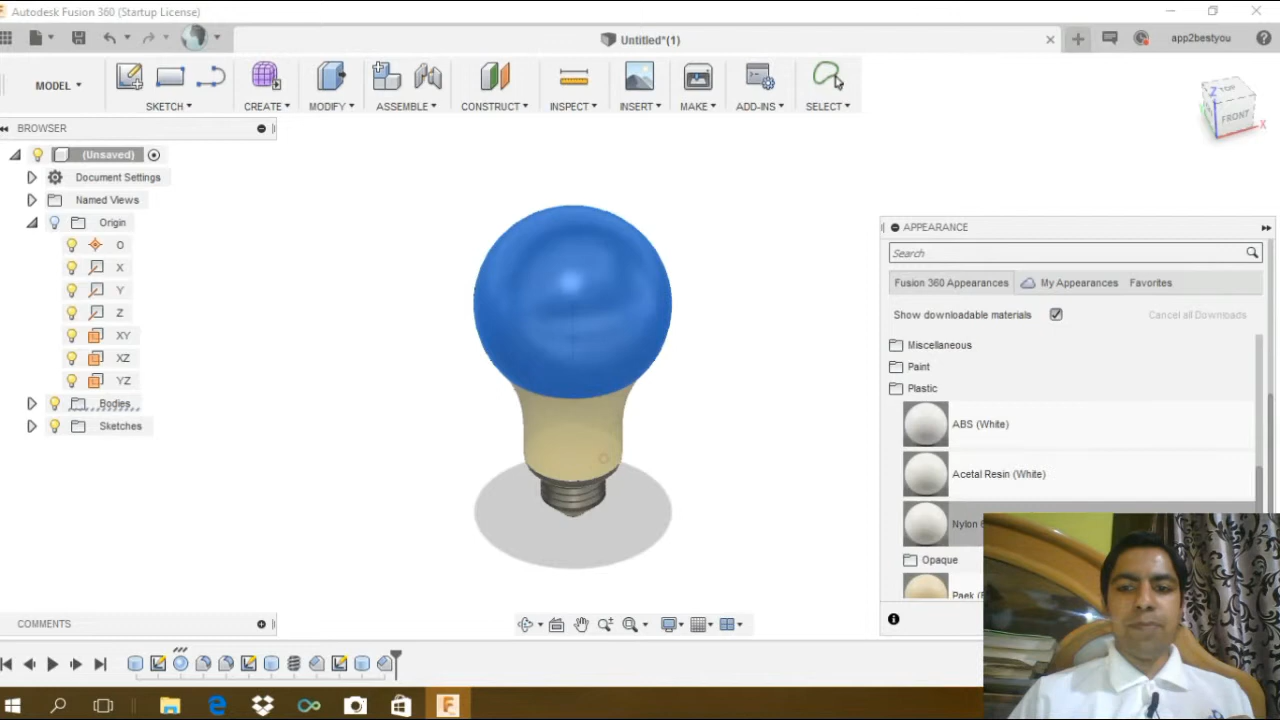 Autodesk Fusion 360 (Startup License)
Untitled*(1)
app2bestyou
MODEL
SKETCH
CREATE
MODIFY
ASSEMBLE
CONSTRUCT
INSPECT
INSERT
MAKE
ADD-INS
SELECT
Z
TOP
FRONT
X
BROWSER
(Unsaved)
Document Settings
Named Views
Origin
O
X
Y
Z
XY
XZ
YZ
Bodies
Sketches
APPEARANCE
Search
Fusion 360 Appearances My Appearances Favorites
Show downloadable materials Cancel all Downloads
Miscellaneous
Paint
Plastic
ABS (White)
Acetal Resin (White)
Nylon
Opaque
Paek
COMMENTS